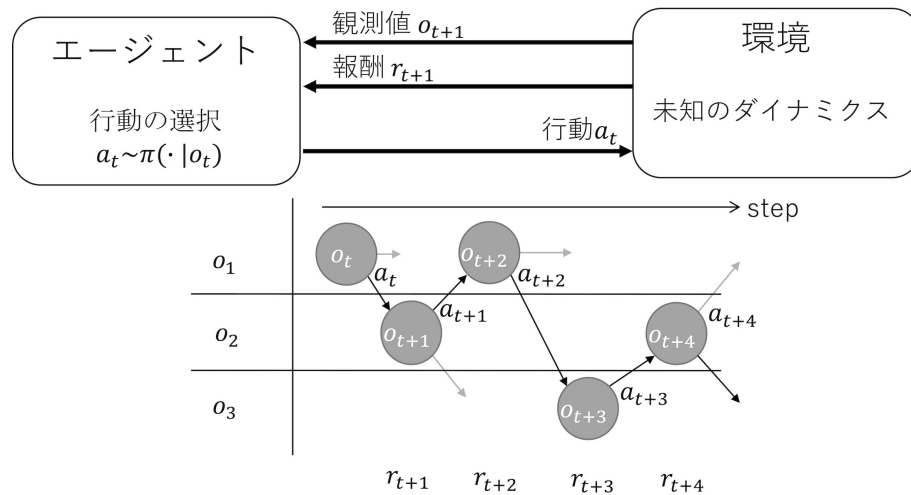 エージェント
行動の選択
a_t~π(·|o_t)
観測値 o_{t+1}
報酬 r_{t+1}
行動a_t
環境
未知のダイナミクス
step
o_1
o_t
a_t
o_{t+2}
a_{t+2}
o_2
o_{t+1}
a_{t+1}
o_{t+4}
a_{t+4}
o_3
o_{t+3}
a_{t+3}
r_{t+1} r_{t+2} r_{t+3} r_{t+4}